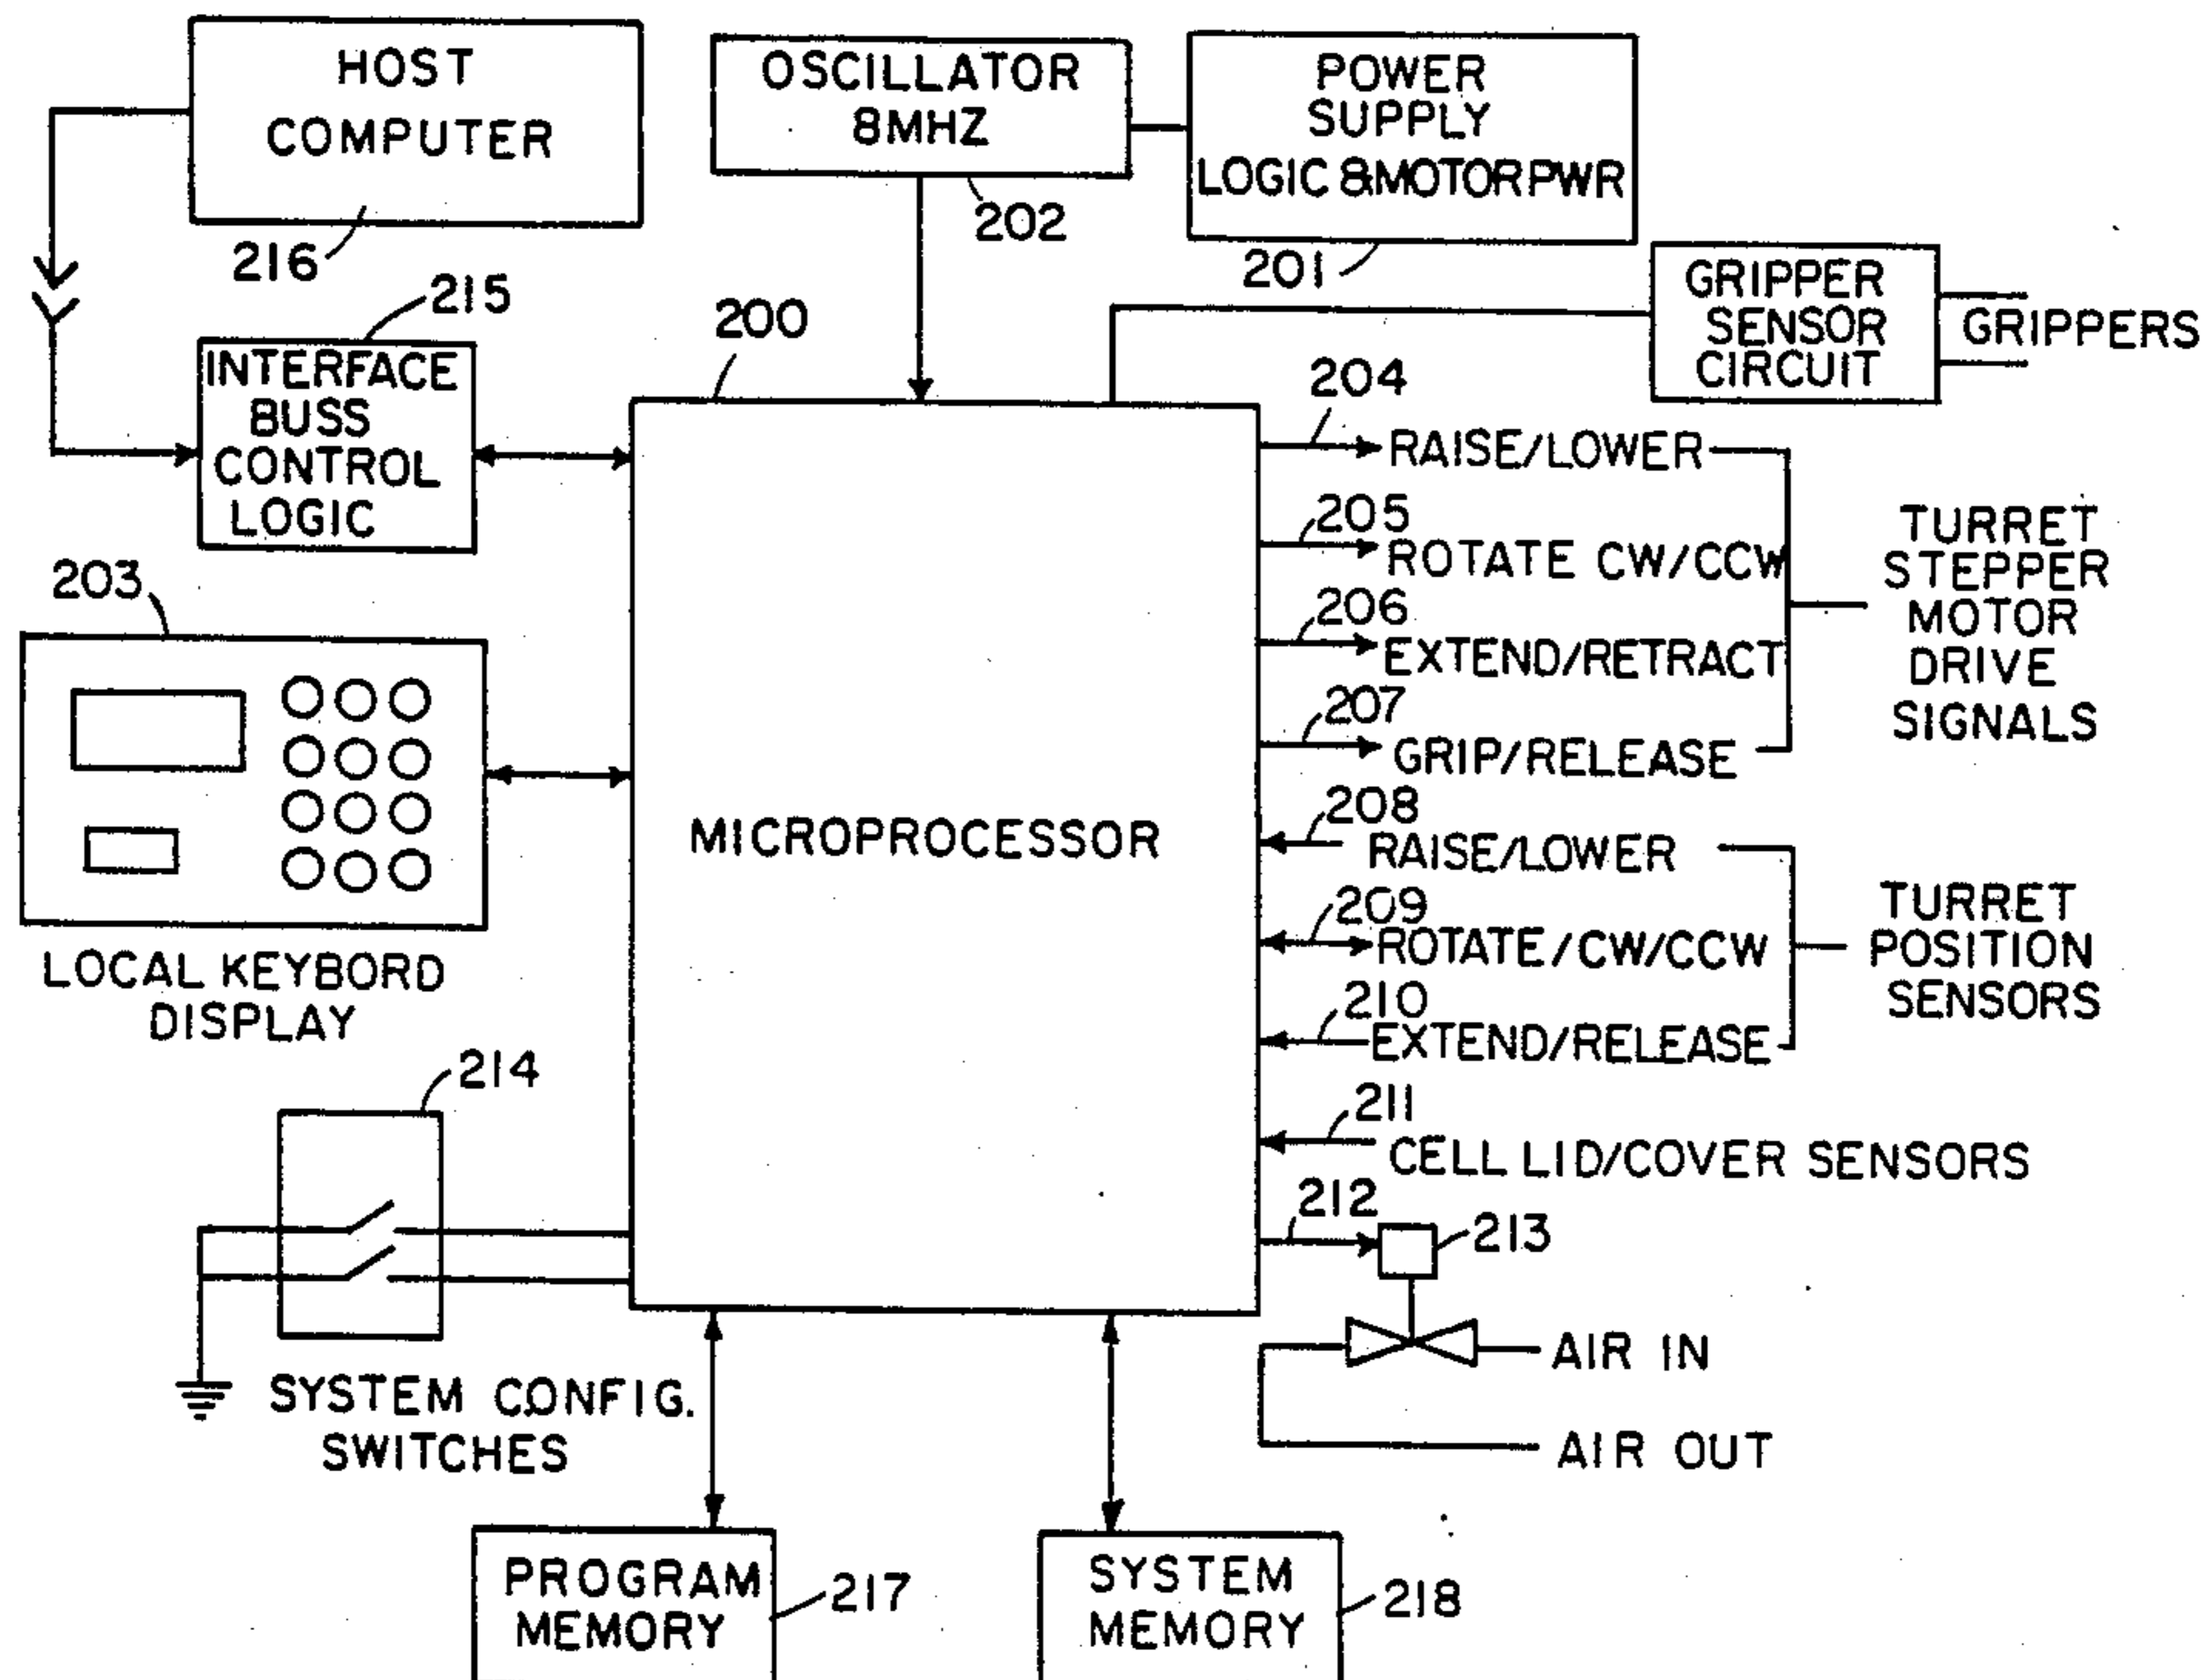 HOST
COMPUTER
216
OSCILLATOR
8MHZ
202
POWER
SUPPLY
LOGIC & MOTOR PWR
201
GRIPPER
SENSOR
CIRCUIT
GRIPPERS
215
INTERFACE
BUSS
CONTROL
LOGIC
200
MICROPROCESSOR
204
RAISE/LOWER
205
ROTATE CW/CCW
206
EXTEND/RETRACT
207
GRIP/RELEASE
TURRET
STEPPER
MOTOR
DRIVE
SIGNALS
203
LOCAL KEYBORD
DISPLAY
208
RAISE/LOWER
209
ROTATE/CW/CCW
210
EXTEND/RELEASE
TURRET
POSITION
SENSORS
211
CELL LID/COVER SENSORS
212
213
AIR IN
AIR OUT
214
SYSTEM CONFIG.
SWITCHES
PROGRAM
MEMORY
217
SYSTEM
MEMORY
218